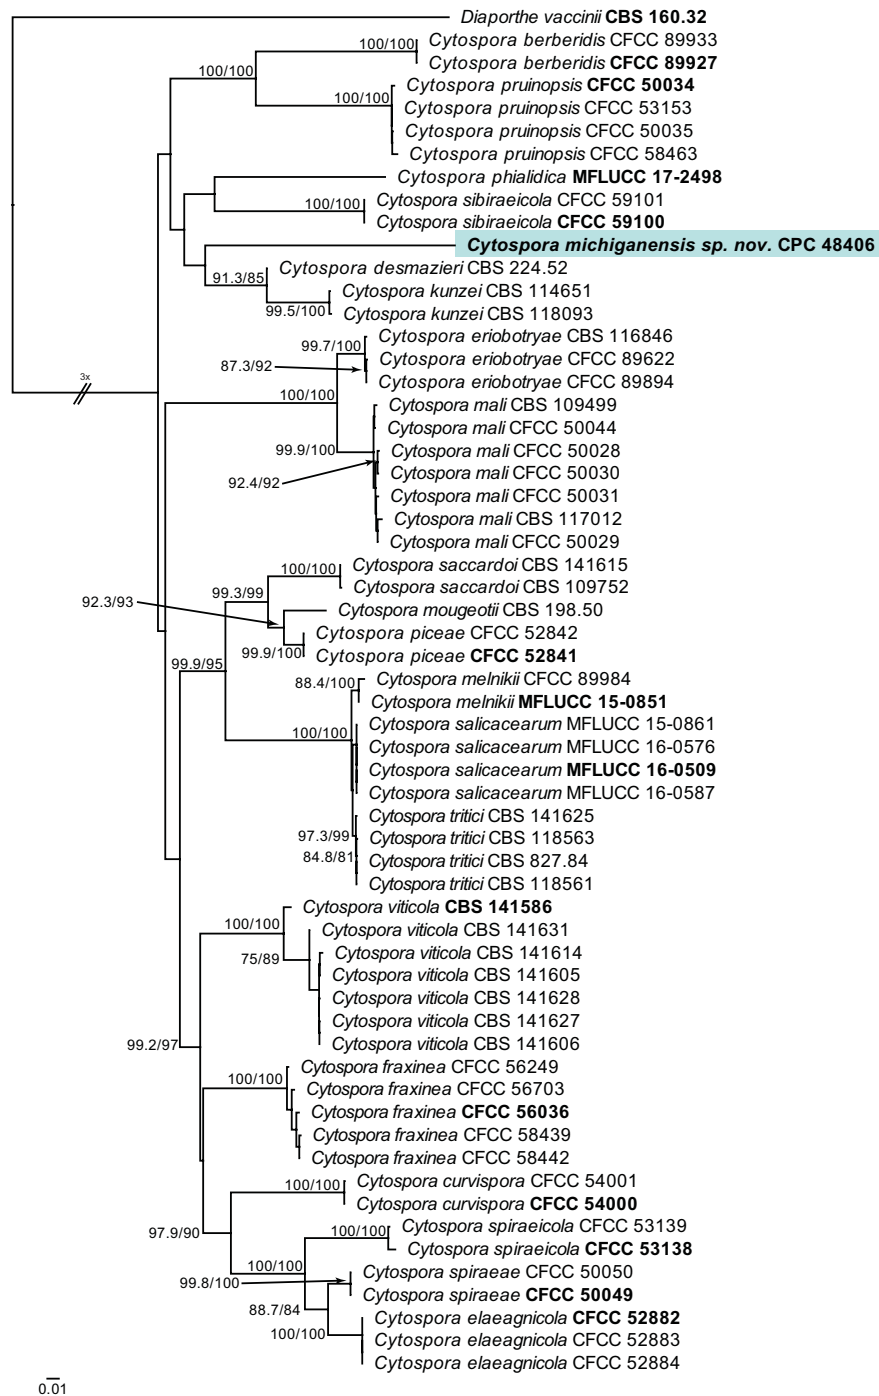 Diaporthe vaccinii CBS 160.32
100/100
Cytospora berberidis CFCC 89933
Cytospora berberidis CFCC 89927
100/100
Cytospora pruinopsis CFCC 50034
100/100
Cytospora pruinopsis CFCC 53153
Cytospora pruinopsis CFCC 50035
Cytospora pruinopsis CFCC 58463
Cytospora phialidica MFLUCC 17-2498
100/100
Cytospora sibiraeicola CFCC 59101
Cytospora sibiraeicola CFCC 59100
Cytospora michiganensis sp. nov. CPC 48406
Cytospora desmazieri CBS 224.52
91.3/85
Cytospora kunzei CBS 114651
99.5/100
Cytospora kunzei CBS 118093
Cytospora eriobotryae CBS 116846
99.7/100
Cytospora eriobotryae CFCC 89622
87.3/92
Cytospora eriobotryae CFCC 89894
3x
100/100
Cytospora mali CBS 109499
Cytospora mali CFCC 50044
99.9/100
Cytospora mali CFCC 50028
Cytospora mali CFCC 50030
92.4/92
Cytospora mali CFCC 50031
Cytospora mali CBS 117012
Cytospora mali CFCC 50029
100/100
Cytospora saccardoi CBS 141615
99.3/99
Cytospora saccardoi CBS 109752
92.3/93
Cytospora mougeotii CBS 198.50
Cytospora piceae CFCC 52842
99.9/100
Cytospora piceae CFCC 52841
99.9/95
Cytospora melnikii CFCC 89984
88.4/100
Cytospora melnikii MFLUCC 15-0851
Cytospora salicacearum MFLUCC 15-0861
100/100
Cytospora salicacearum MFLUCC 16-0576
Cytospora salicacearum MFLUCC 16-0509
Cytospora salicacearum MFLUCC 16-0587
Cytospora tritici CBS 141625
97.3/99
Cytospora tritici CBS 118563
84.8/81
Cytospora tritici CBS 827.84
Cytospora tritici CBS 118561
Cytospora viticola CBS 141586
100/100
Cytospora viticola CBS 141631
75/89
Cytospora viticola CBS 141614
Cytospora viticola CBS 141605
Cytospora viticola CBS 141628
Cytospora viticola CBS 141627
99.2/97
Cytospora viticola CBS 141606
Cytospora fraxinea CFCC 56249
100/100
Cytospora fraxinea CFCC 56703
Cytospora fraxinea CFCC 56036
Cytospora fraxinea CFCC 58439
Cytospora fraxinea CFCC 58442
100/100
Cytospora curvispora CFCC 54001
Cytospora curvispora CFCC 54000
97.9/90
100/100
Cytospora spiraeicola CFCC 53139
Cytospora spiraeicola CFCC 53138
100/100
Cytospora spiraeae CFCC 50050
99.8/100
Cytospora spiraeae CFCC 50049
88.7/84
Cytospora elaeagnicola CFCC 52882
100/100
Cytospora elaeagnicola CFCC 52883
Cytospora elaeagnicola CFCC 52884
0.01